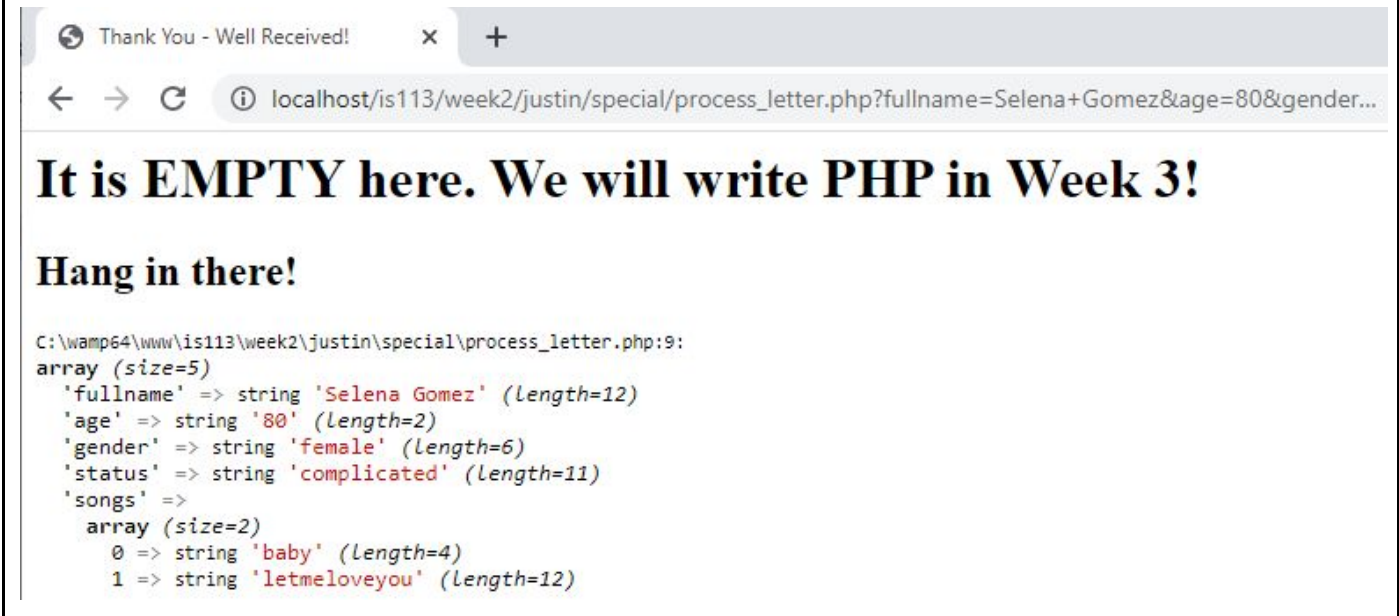 Thank You - Well Received!
localhost/is113/week2/justin/special/process_letter.php?fullname=Selena+Gomez&age=80&gender...
It is EMPTY here. We will write PHP in Week 3!
Hang in there!
C:\wamp64\www\is113\week2\justin\special\process_letter.php:9:
array (size=5)
  'fullname' => string 'Selena Gomez' (length=12)
  'age' => string '80' (length=2)
  'gender' => string 'female' (length=6)
  'status' => string 'complicated' (length=11)
  'songs' =>
    array (size=2)
      0 => string 'baby' (length=4)
      1 => string 'letmeloveyou' (length=12)